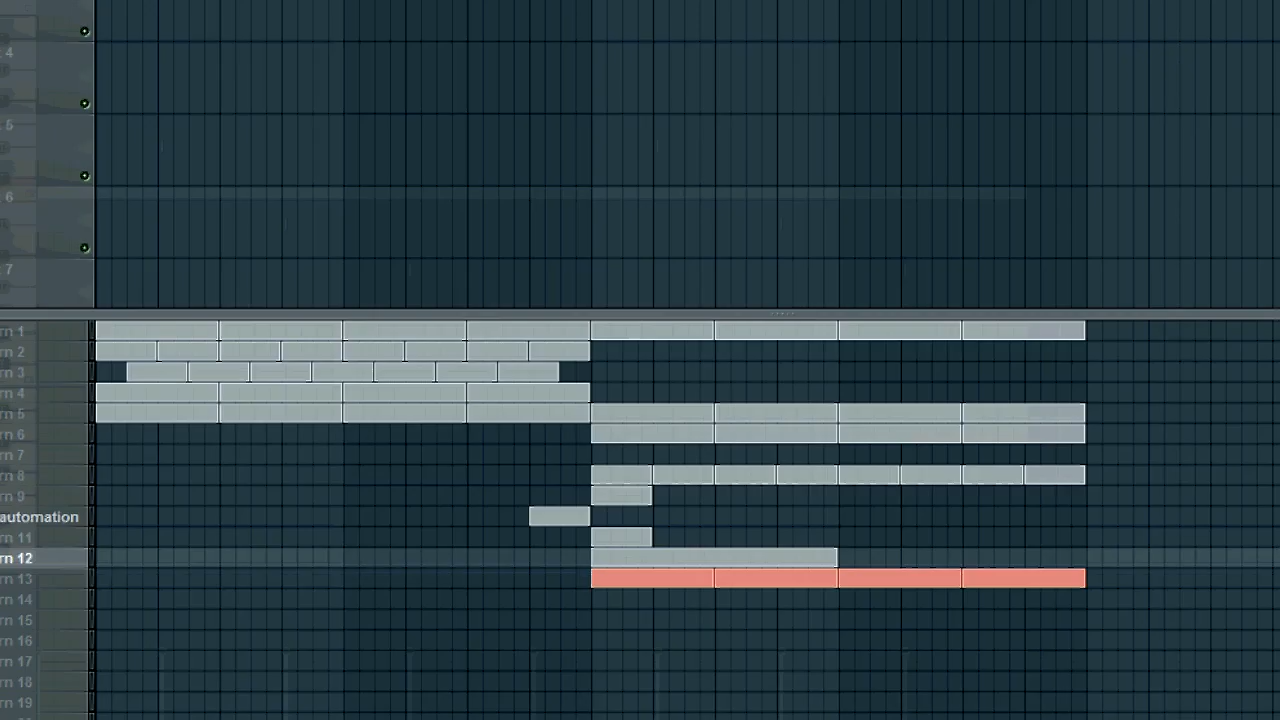 4
5
6
7
rn 1
rn 2
rn 3
rn 4
rn 5
rn 6
rn 7
rn 8
rn 9
automation
rn 11
rn 12
rn 13
rn 14
rn 15
rn 16
rn 17
rn 18
rn 19